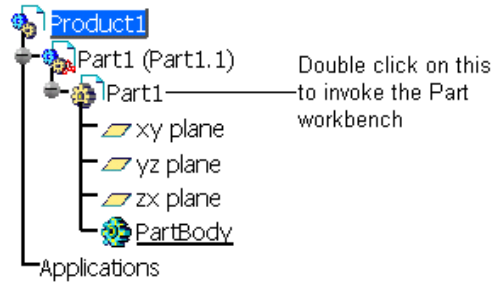 Product1
Part1 (Part1.1)
Part1
xy plane
yz plane
zx plane
PartBody
Applications
Double click on this
to invoke the Part
workbench